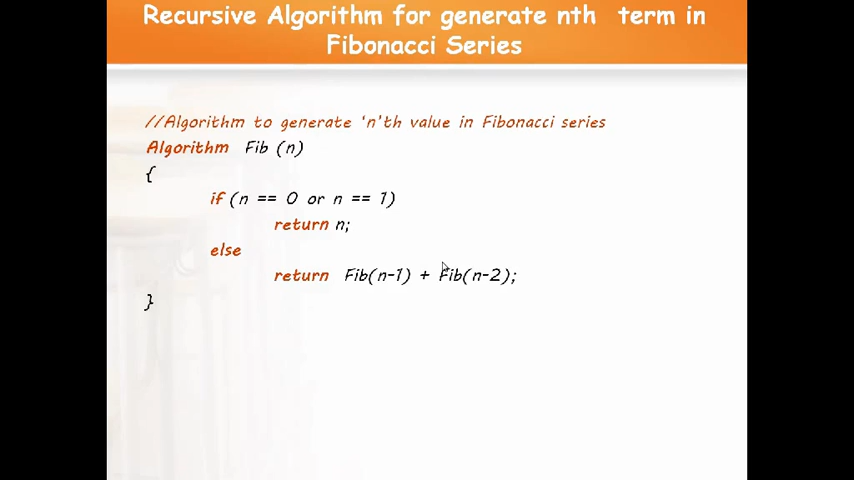 Recursive Algorithm for generate nth term in
Fibonacci Series
//Algorithm to generate 'n'th value in Fibonacci series
Algorithm Fib (n)
{
if (n == 0 or n == 1)
return n;
else
return Fib(n-1) + Fib(n-2);
}